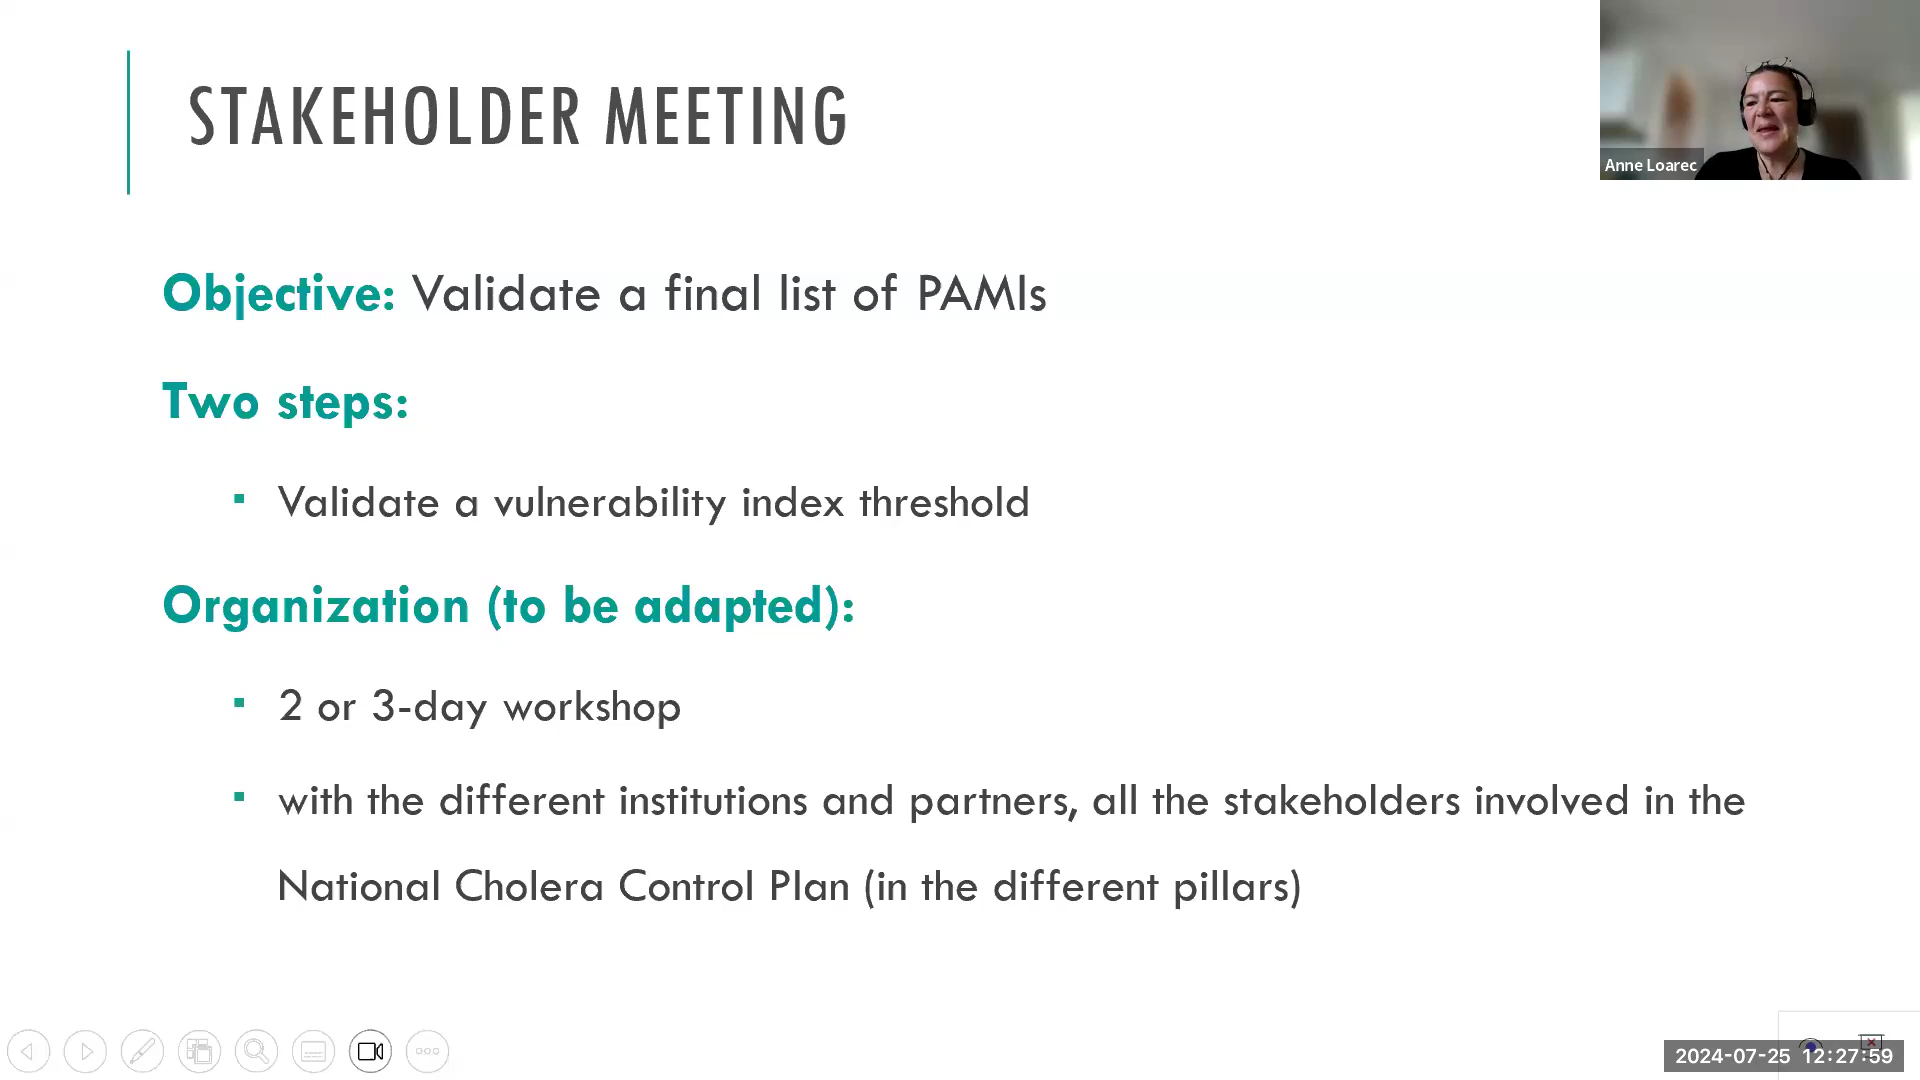 STAKEHOLDER MEETING
Anne Loarec
Objective: Validate a final list of PAMIs
Two steps:
▪ Validate a vulnerability index threshold
Organization (to be adapted):
▪ 2 or 3-day workshop
▪ with the different institutions and partners, all the stakeholders involved in the
National Cholera Control Plan (in the different pillars)
2024-07-25 12:27:59